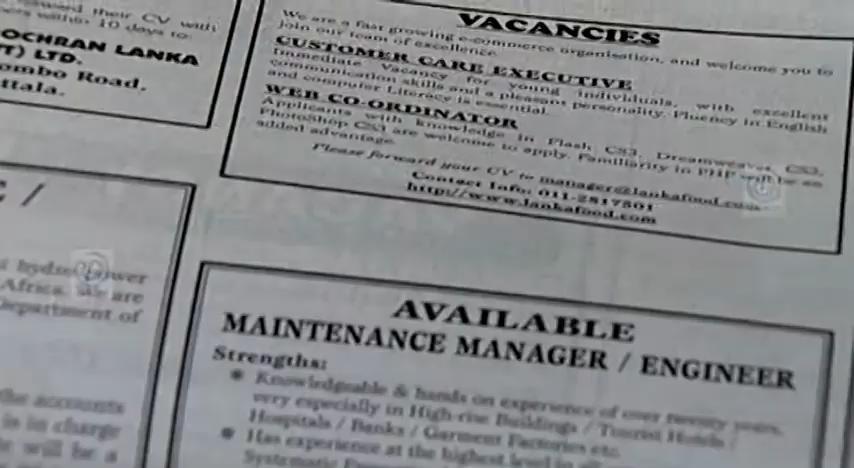 their CV with
within 10 days to:
OCHRAN LANKA
T) LTD.
ombo Road,
ttala.
VACANCIES
We are a fast growing e-commerce organisation, and welcome you to
join our team of excellence.
CUSTOMER CARE EXECUTIVE
Immediate vacancy for young individuals, with excellent
communication skills and a pleasant personality. Fluency in English
and computer Literacy is essential.
WEB CO-ORDINATOR
Applicants with knowledge in Flash CS3, Dreamweaver CS3,
PhotoShop CS3 are welcome to apply. Familiarity in PHP will be an
added advantage.
Please forward your CV to manager@lankafood.com
Contact Info: 011-2817801
http://www.lankafood.com
/
hydro power
Africa. We are
Department of
the accounts
is in charge
will be a
AVAILABLE
MAINTENANCE MANAGER / ENGINEER
Strengths:
Knowledgeable & hands on experience of over twenty years,
very especially in High-rise Buildings / Tourist Hotels /
Hospitals / Banks / Garment Factories etc.
Has experience at the highest level in
Systematic